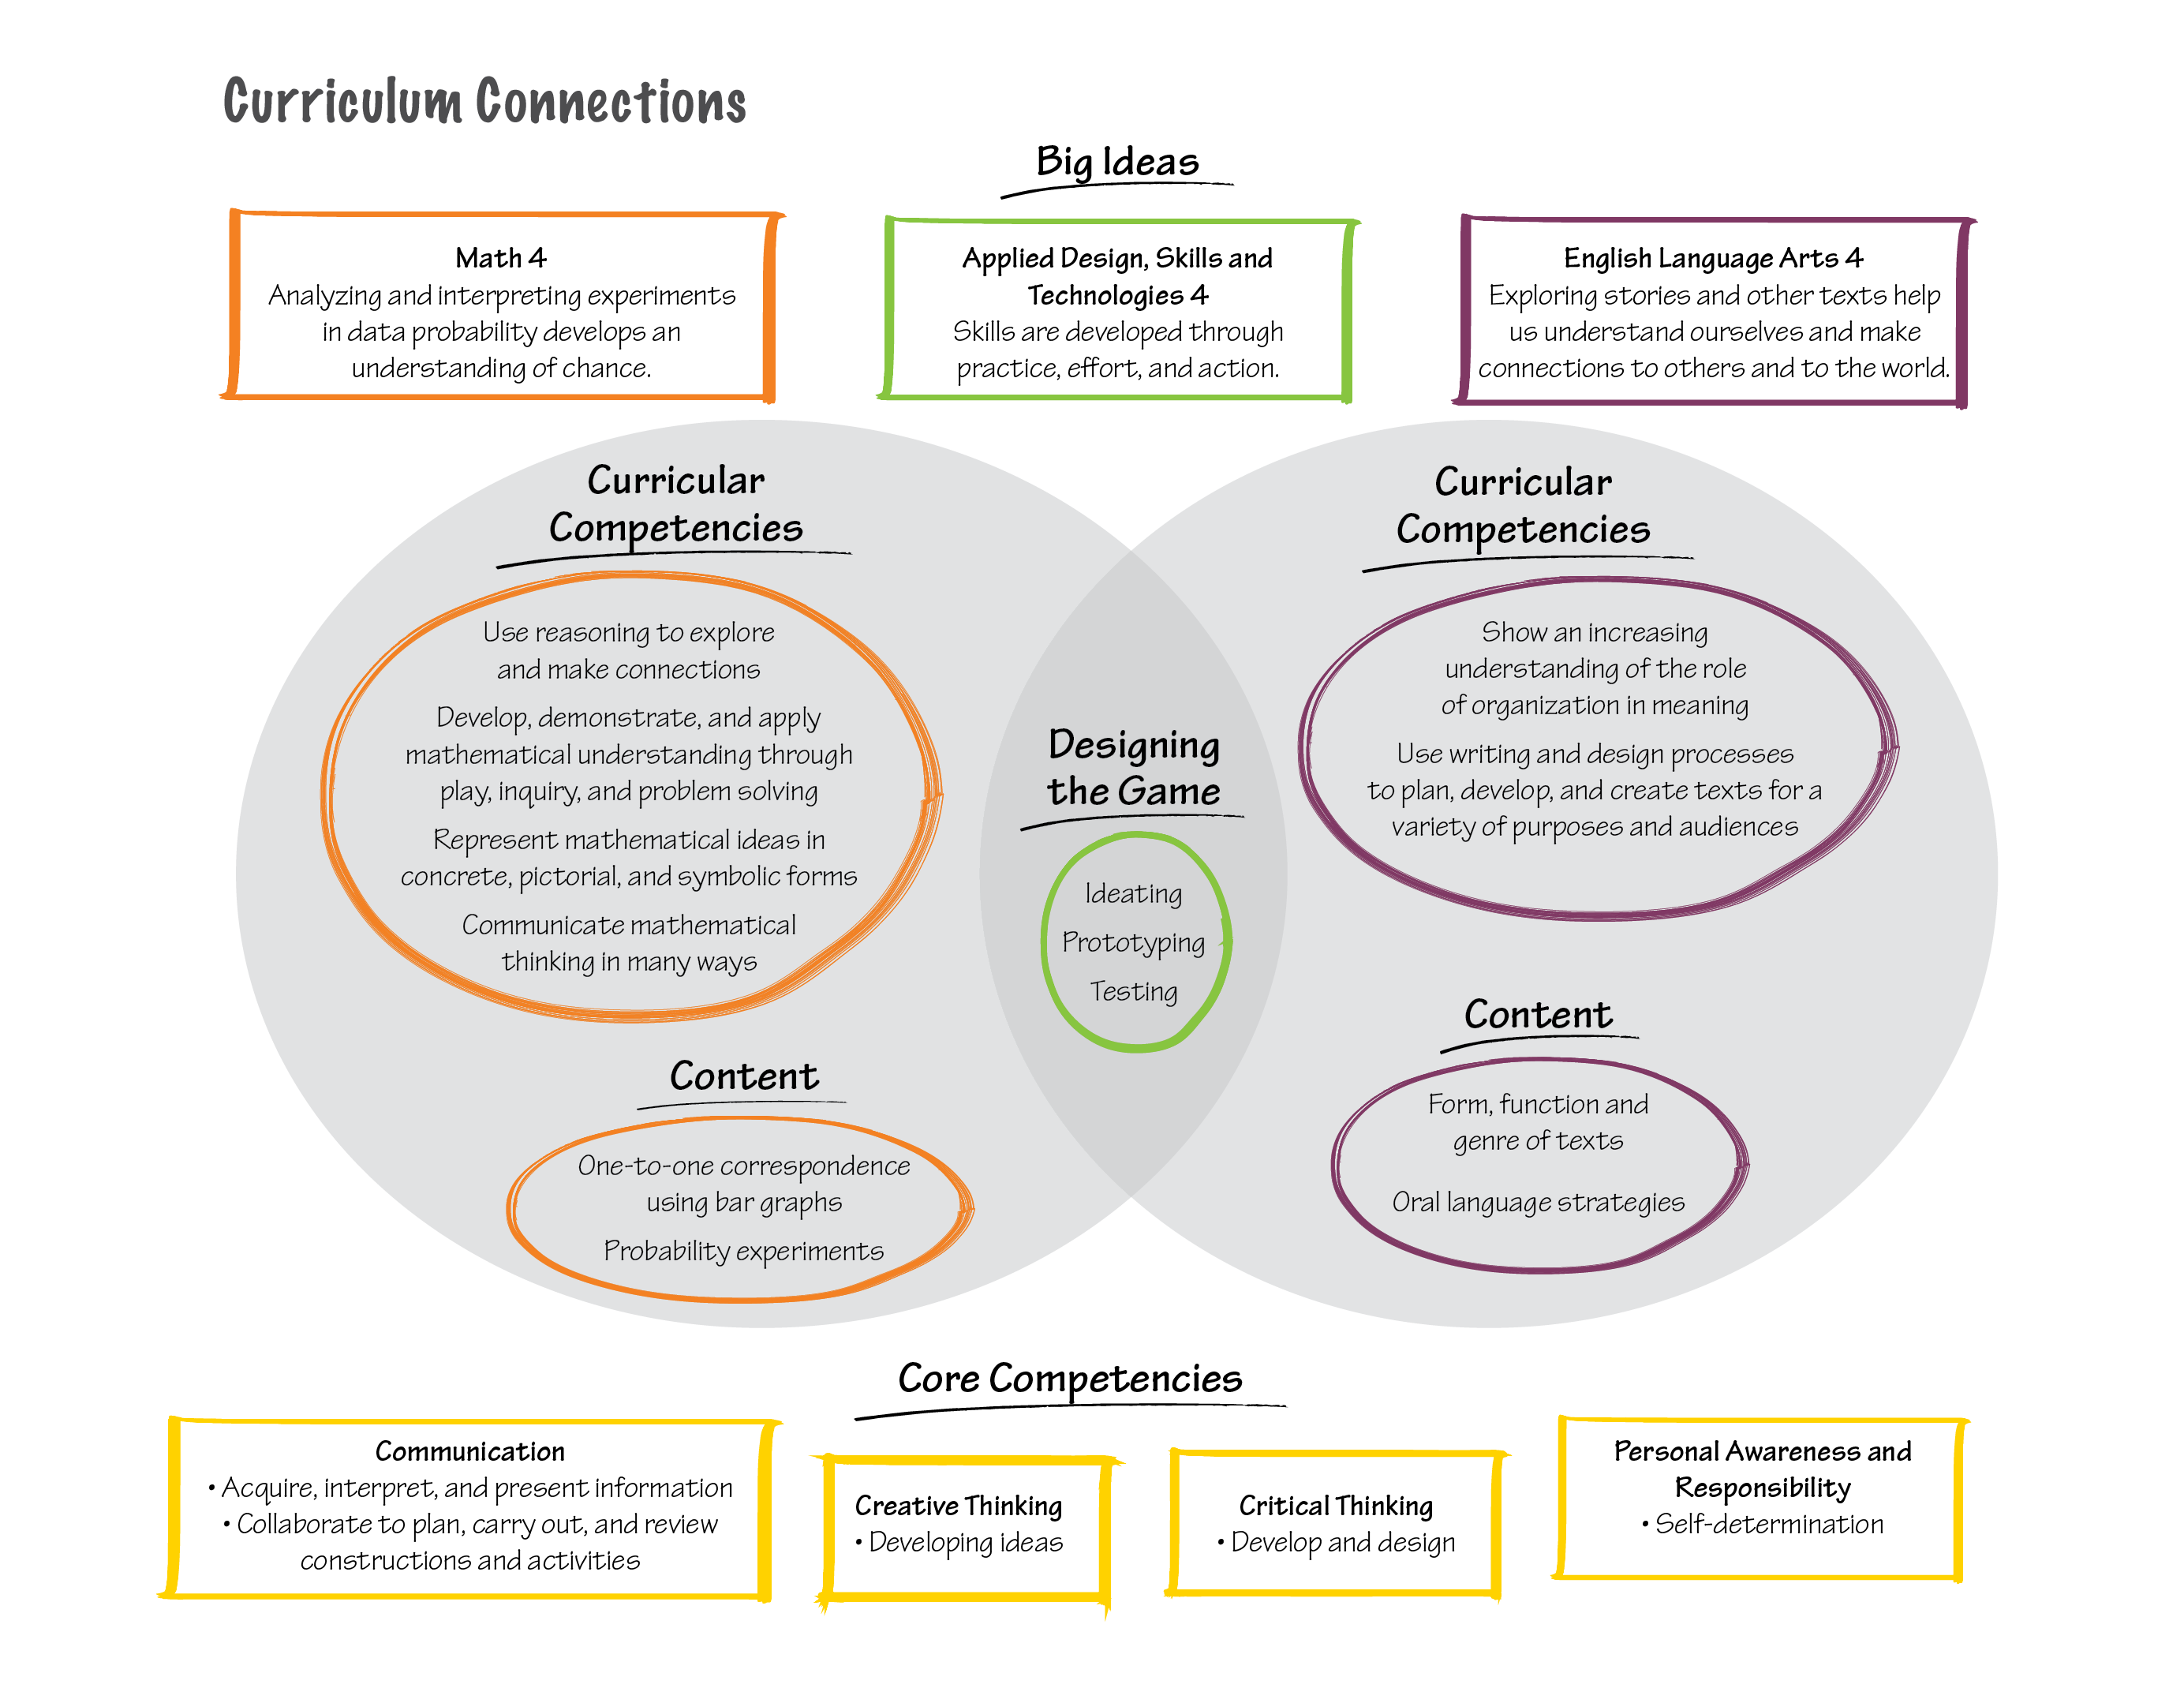 Curriculum Connections
Big Ideas
Math 4
Analyzing and interpreting experiments
in data probability develops an
understanding of chance.
Applied Design, Skills and
Technologies 4
Skills are developed through
practice, effort, and action.
English Language Arts 4
Exploring stories and other texts help
us understand ourselves and make
connections to others and to the world.
Curricular
Competencies
Use reasoning to explore
and make connections
Develop, demonstrate, and apply
mathematical understanding through
play, inquiry, and problem solving
Represent mathematical ideas in
concrete, pictorial, and symbolic forms
Communicate mathematical
thinking in many ways
Content
One-to-one correspondence
using bar graphs
Probability experiments
Designing
the Game
Ideating
Prototyping
Testing
Curricular
Competencies
Show an increasing
understanding of the role
of organization in meaning
Use writing and design processes
to plan, develop, and create texts for a
variety of purposes and audiences
Content
Form, function and
genre of texts
Oral language strategies
Core Competencies
Communication
• Acquire, interpret, and present information
• Collaborate to plan, carry out, and review
constructions and activities
Creative Thinking
• Developing ideas
Critical Thinking
• Develop and design
Personal Awareness and
Responsibility
• Self-determination